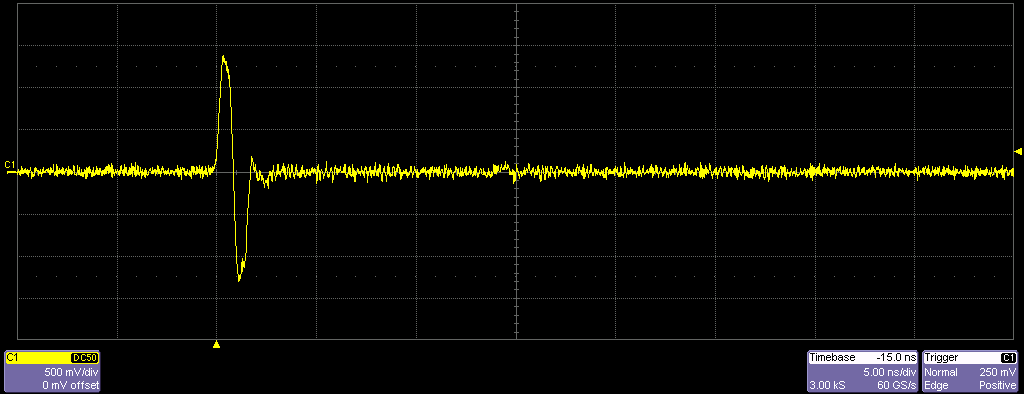 C1
C1 DC50
500 mV/div
0 mV offset
Timebase -15.0 ns
5.00 ns/div
3.00 kS 60 GS/s
Trigger C1
Normal 250 mV
Edge Positive